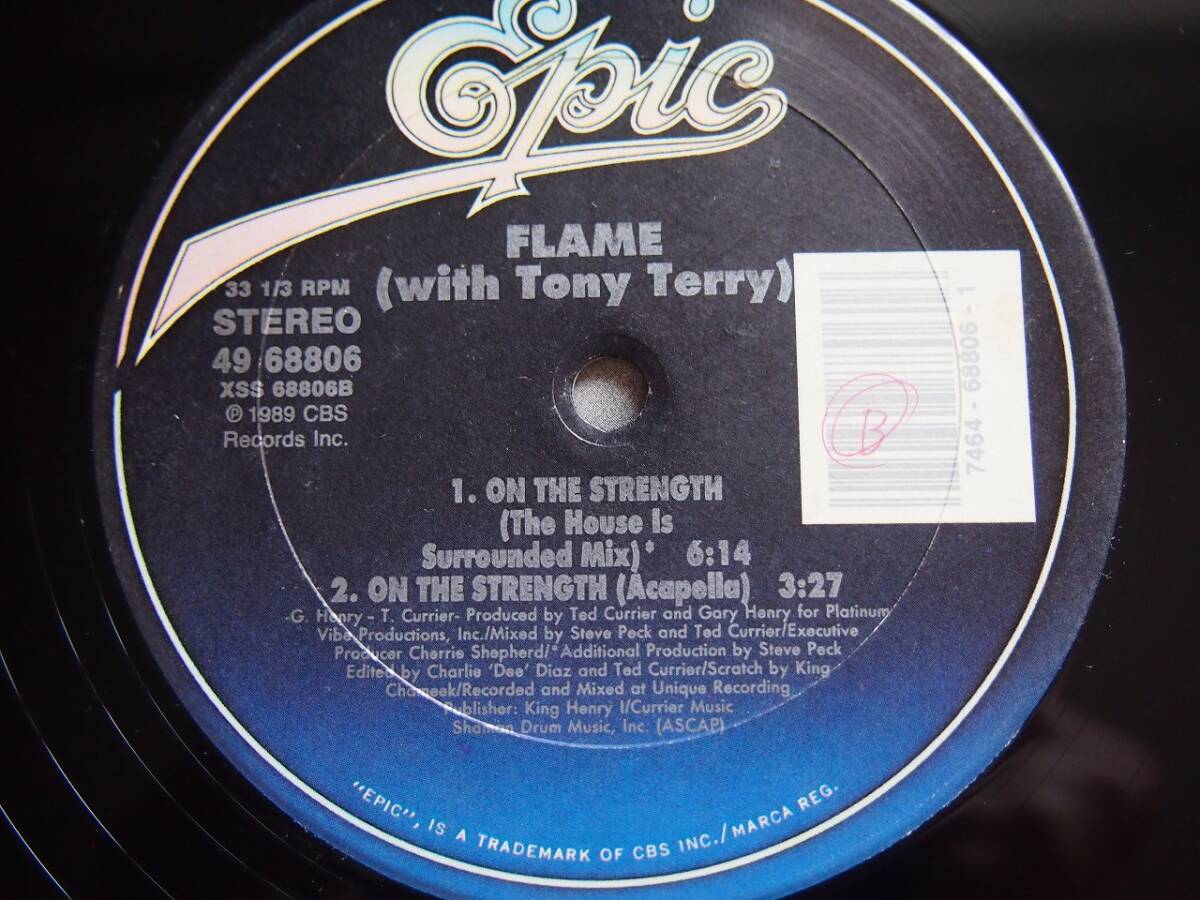 Epic
FLAME
(with Tony Terry)
33 1/3 RPM
STEREO
49 68806
XSS 68806B
℗ 1989 CBS
Records Inc.
7464 - 68806 - 1
B
1. ON THE STRENGTH
(The House Is
Surrounded Mix)* 6:14
2. ON THE STRENGTH (Acapella) 3:27
-G. Henry - T. Currier- Produced by Ted Currier and Gary Henry for Platinum
Vibe Productions, Inc./Mixed by Steve Peck and Ted Currier/Executive
Producer Cherrie Shepherd/*Additional Production by Steve Peck
Edited by Charlie 'Dee' Diaz and Ted Currier/Scratch by King
Chameek/Recorded and Mixed at Unique Recording
Publisher: King Henry I/Currier Music
Shaman Drum Music, Inc. (ASCAP)
"EPIC", IS A TRADEMARK OF CBS INC./MARCA REG.